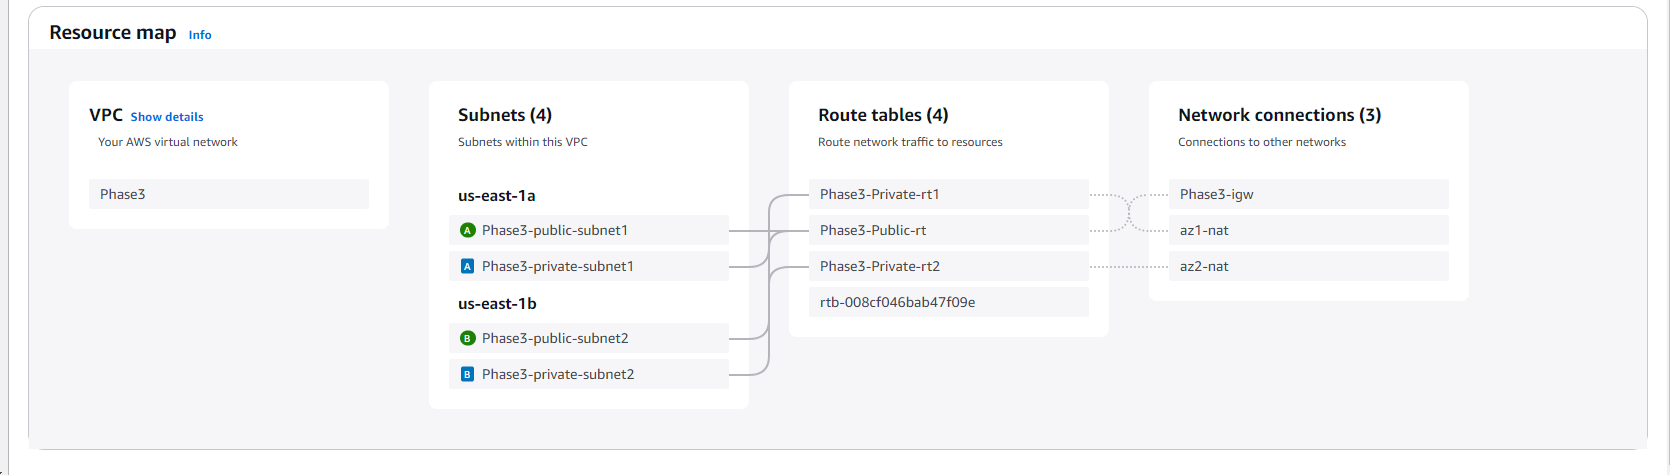 Resource map Info
VPC Show details
Your AWS virtual network
Phase3
Subnets (4)
Subnets within this VPC
us-east-1a
A Phase3-public-subnet1
A Phase3-private-subnet1
us-east-1b
B Phase3-public-subnet2
B Phase3-private-subnet2
Route tables (4)
Route network traffic to resources
Phase3-Private-rt1
Phase3-Public-rt
Phase3-Private-rt2
rtb-008cf046bab47f09e
Network connections (3)
Connections to other networks
Phase3-igw
az1-nat
az2-nat